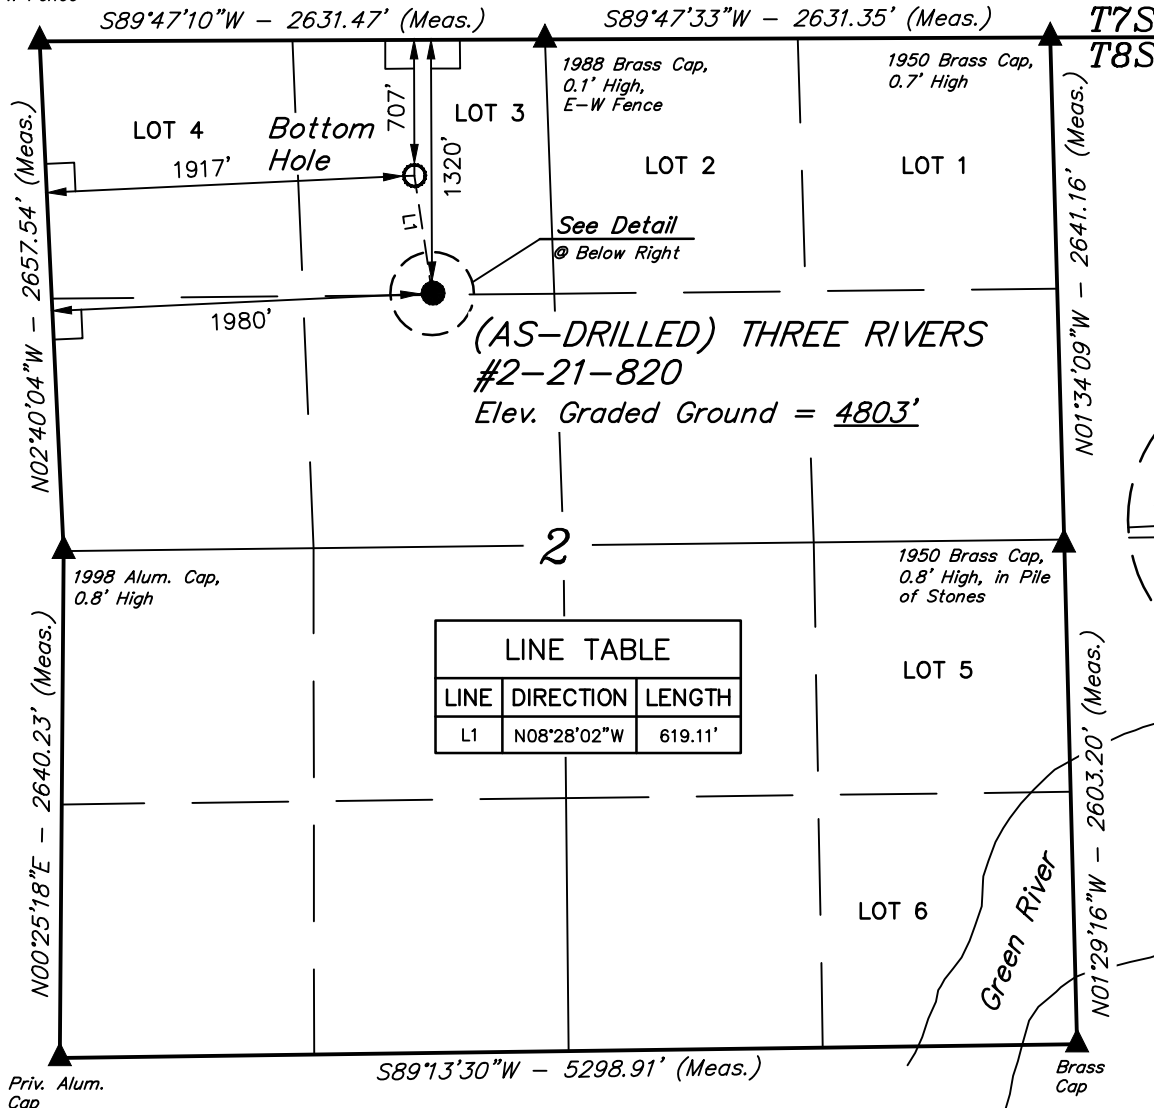 S89°47'10"W - 2631.47' (Meas.)
S89°47'33"W - 2631.35' (Meas.)
T7S
T8S
1988 Brass Cap,
0.1' High,
E-W Fence
1950 Brass Cap,
0.7' High
LOT 4
Bottom
Hole
707'
1320'
LOT 3
LOT 2
LOT 1
1917'
L1
See Detail
@ Below Right
1980'
(AS-DRILLED) THREE RIVERS
#2-21-820
Elev. Graded Ground = 4803'
N02°40'04"W - 2657.54' (Meas.)
N01°34'09"W - 2641.16' (Meas.)
2
1998 Alum. Cap,
0.8' High
1950 Brass Cap,
0.8' High, in Pile
of Stones
LINE TABLE
LINE DIRECTION LENGTH
L1 N08°28'02"W 619.11'
LOT 5
LOT 6
N00°25'18"E - 2640.23' (Meas.)
N01°29'16"W - 2603.20' (Meas.)
Green River
S89°13'30"W - 5298.91' (Meas.)
Priv. Alum.
Cap
Brass
Cap